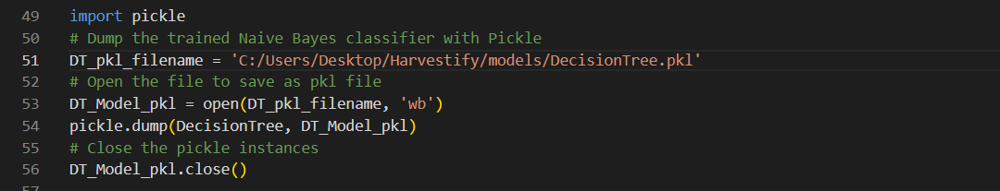 49 import pickle
50 # Dump the trained Naive Bayes classifier with Pickle
51 DT_pkl_filename = 'C:/Users/Desktop/Harvestify/models/DecisionTree.pkl'
52 # Open the file to save as pkl file
53 DT_Model_pkl = open(DT_pkl_filename, 'wb')
54 pickle.dump(DecisionTree, DT_Model_pkl)
55 # Close the pickle instances
56 DT_Model_pkl.close()
57